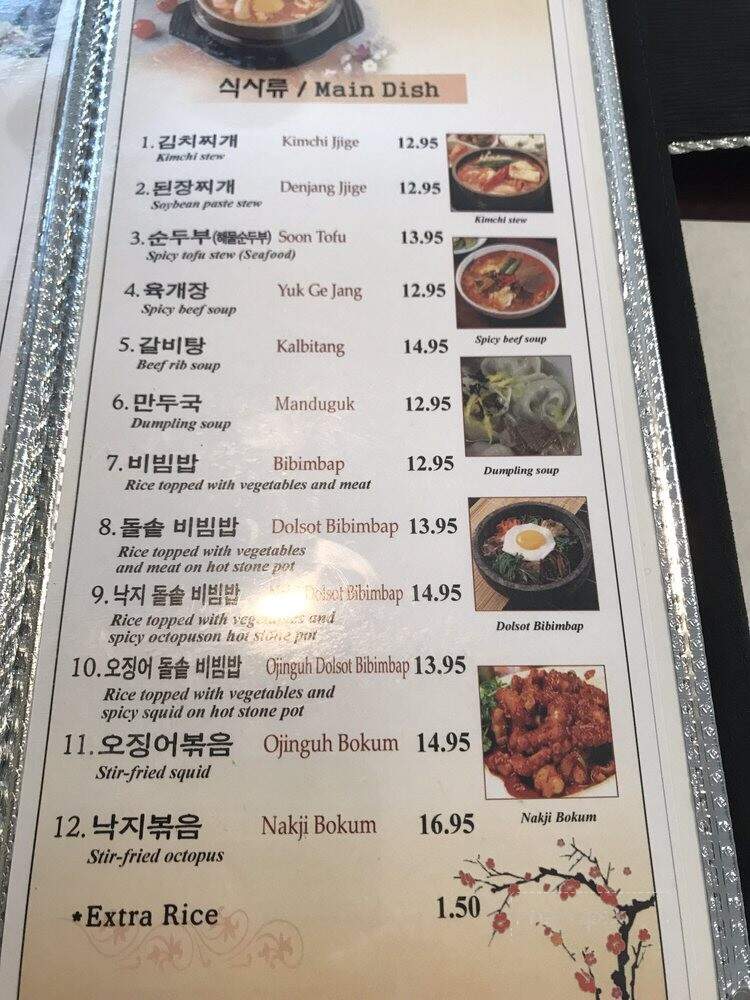 식사류 / Main Dish
1. 김치찌개 Kimchi Jjige 12.95
Kimchi stew
2. 된장찌개 Denjang Jjige 12.95
Soybean paste stew
Kimchi stew
3. 순두부(해물순두부) Soon Tofu 13.95
Spicy tofu stew (Seafood)
4. 육개장 Yuk Ge Jang 12.95
Spicy beef soup
Spicy beef soup
5. 갈비탕 Kalbitang 14.95
Beef rib soup
6. 만두국 Manduguk 12.95
Dumpling soup
7. 비빔밥 Bibimbap 12.95
Dumpling soup
Rice topped with vegetables and meat
8. 돌솥 비빔밥 Dolsot Bibimbap 13.95
Rice topped with vegetables
and meat on hot stone pot
9. 낙지 돌솥 비빔밥 Dolsot Bibimbap 14.95
Rice topped with vegetables and
spicy octopuson hot stone pot
Dolsot Bibimbap
10. 오징어 돌솥 비빔밥 Ojinguh Dolsot Bibimbap 13.95
Rice topped with vegetables and
spicy squid on hot stone pot
11. 오징어볶음 Ojinguh Bokum 14.95
Stir-fried squid
12. 낙지볶음 Nakji Bokum 16.95
Nakji Bokum
Stir-fried octopus
*Extra Rice 1.50